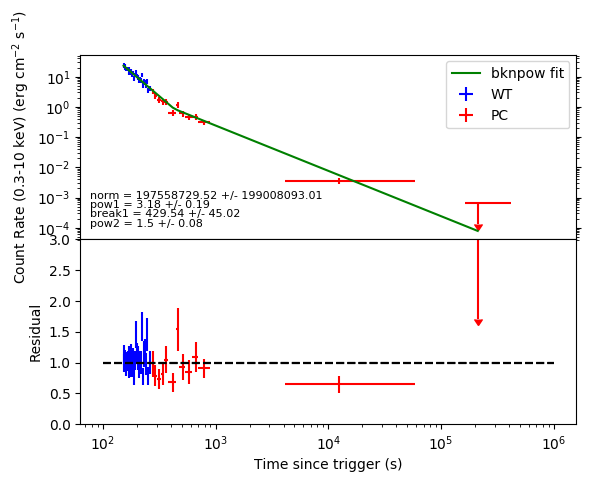 Count Rate (0.3-10 keV) (erg cm⁻² s⁻¹)
10¹
10⁰
10⁻¹
10⁻²
10⁻³
10⁻⁴
bknpow fit
WT
PC
norm = 197558729.52 +/- 199008093.01
pow1 = 3.18 +/- 0.19
break1 = 429.54 +/- 45.02
pow2 = 1.5 +/- 0.08
Residual
3.0
2.5
2.0
1.5
1.0
0.5
0.0
10² 10³ 10⁴ 10⁵ 10⁶
Time since trigger (s)